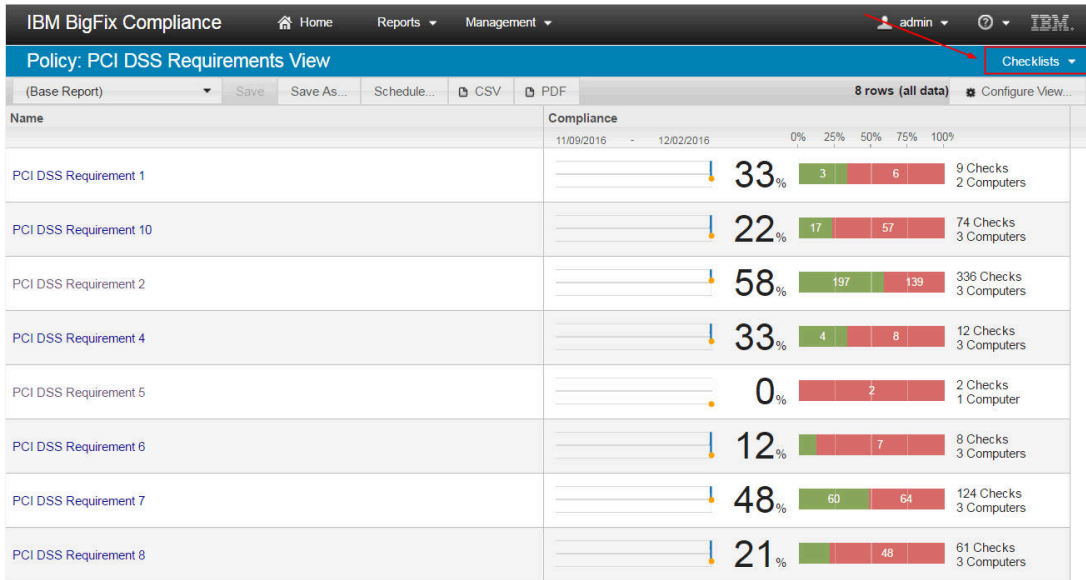 IBM BigFix Compliance Home Reports Management admin IBM.
Policy: PCI DSS Requirements View Checklists
(Base Report) Save Save As... Schedule... CSV PDF 8 rows (all data) Configure View...
Name Compliance
11/09/2016 - 12/02/2016 0% 25% 50% 75% 100%
PCI DSS Requirement 1 33% 3 6 9 Checks
2 Computers
PCI DSS Requirement 10 22% 17 57 74 Checks
3 Computers
PCI DSS Requirement 2 58% 197 139 336 Checks
3 Computers
PCI DSS Requirement 4 33% 4 8 12 Checks
3 Computers
PCI DSS Requirement 5 0% 2 2 Checks
1 Computer
PCI DSS Requirement 6 12% 7 8 Checks
3 Computers
PCI DSS Requirement 7 48% 60 64 124 Checks
3 Computers
PCI DSS Requirement 8 21% 48 61 Checks
3 Computers